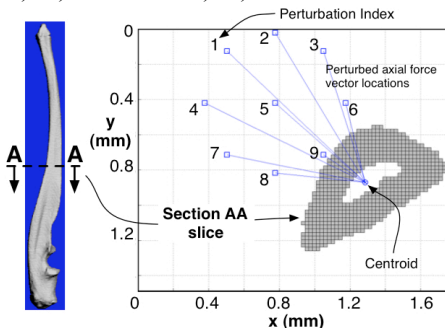 Perturbation Index
1
2
3
Perturbed axial force
vector locations
4
5
6
7
8
9
A
A
Section AA
slice
Centroid
0
0.4
0.8
1.2
y
(mm)
0
0.4
0.8
1.2
1.6
x (mm)